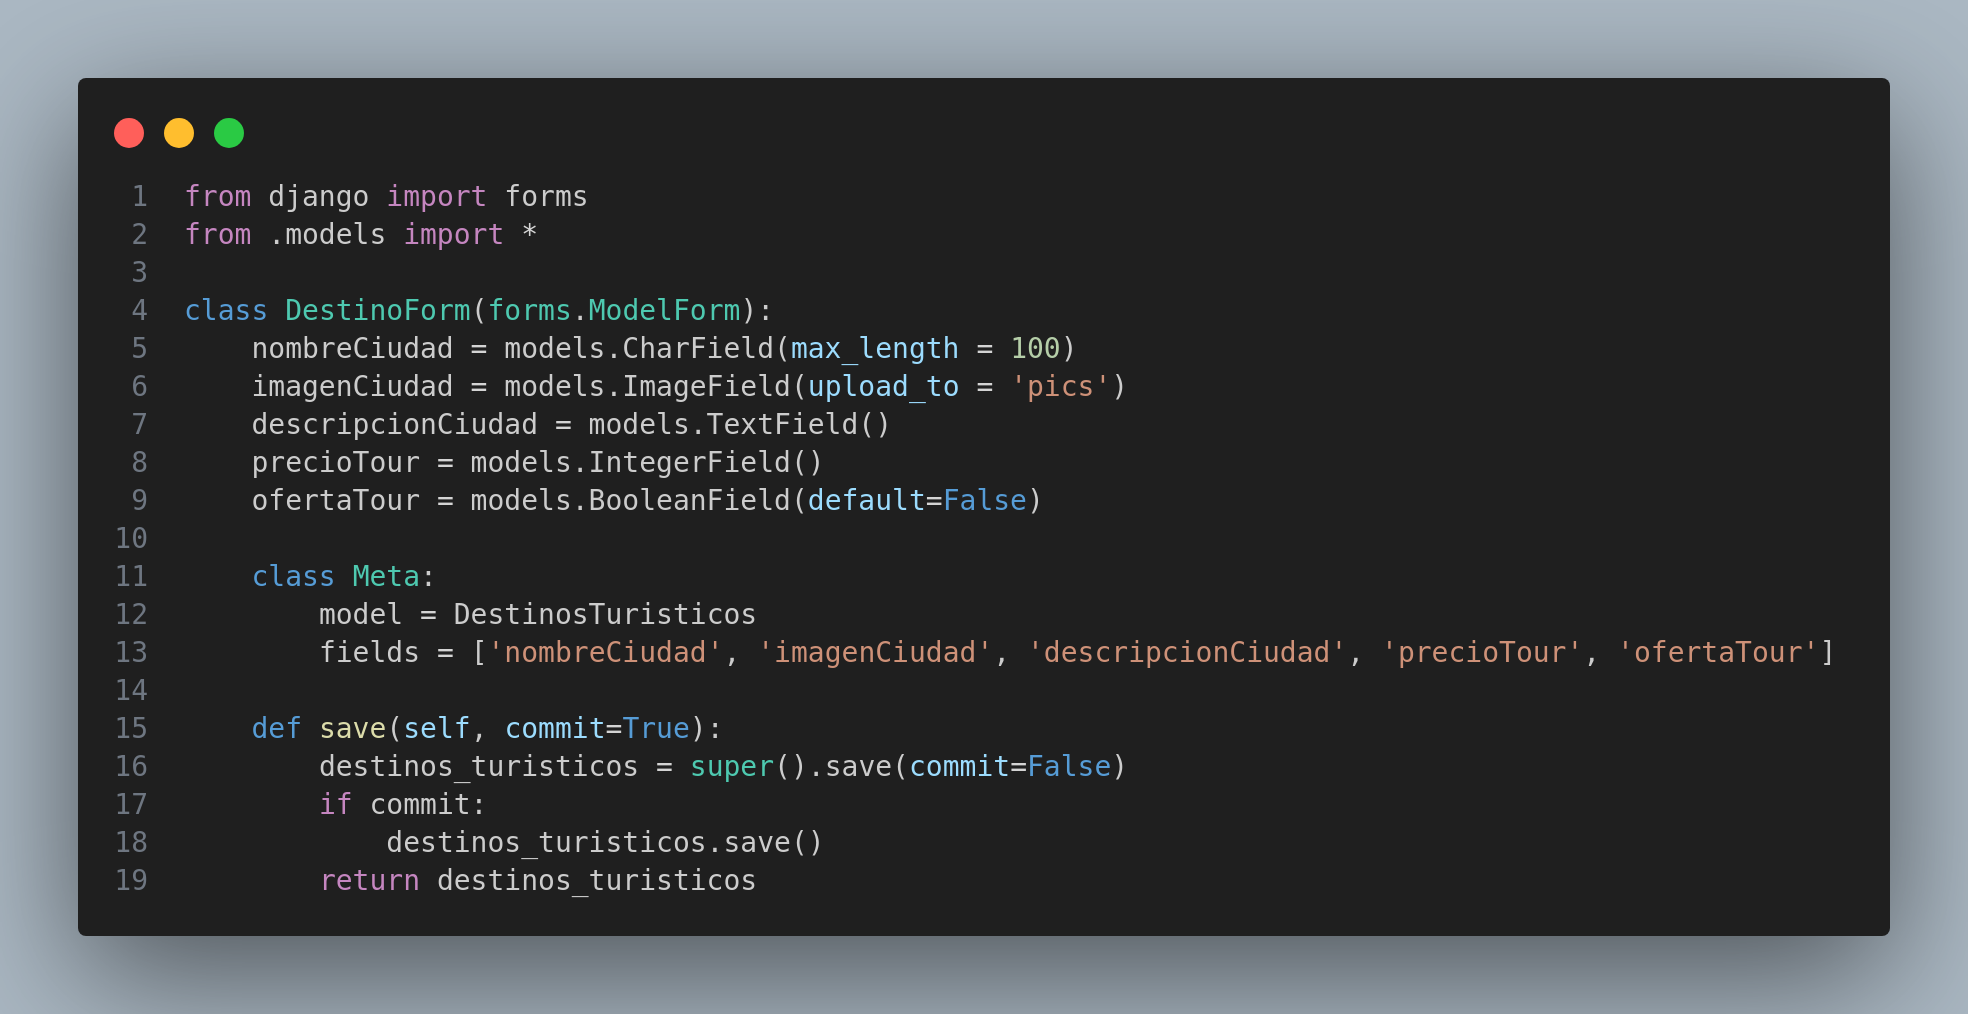 1 from django import forms
2 from .models import *
3
4 class DestinoForm(forms.ModelForm):
5     nombreCiudad = models.CharField(max_length = 100)
6     imagenCiudad = models.ImageField(upload_to = 'pics')
7     descripcionCiudad = models.TextField()
8     precioTour = models.IntegerField()
9     ofertaTour = models.BooleanField(default=False)
10
11     class Meta:
12         model = DestinosTuristicos
13         fields = ['nombreCiudad', 'imagenCiudad', 'descripcionCiudad', 'precioTour', 'ofertaTour']
14
15     def save(self, commit=True):
16         destinos_turisticos = super().save(commit=False)
17         if commit:
18             destinos_turisticos.save()
19         return destinos_turisticos